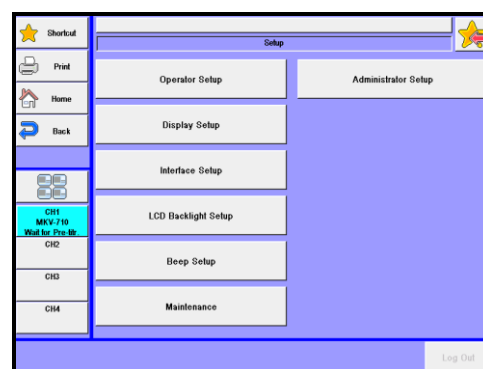 Shortcut
Setup
Print
Operator Setup
Administrator Setup
Home
Back
Display Setup
Interface Setup
CH1
MKV-710
Wait for Pre-titr.
LCD Backlight Setup
CH2
CH3
Beep Setup
CH4
Maintenance
Log Out